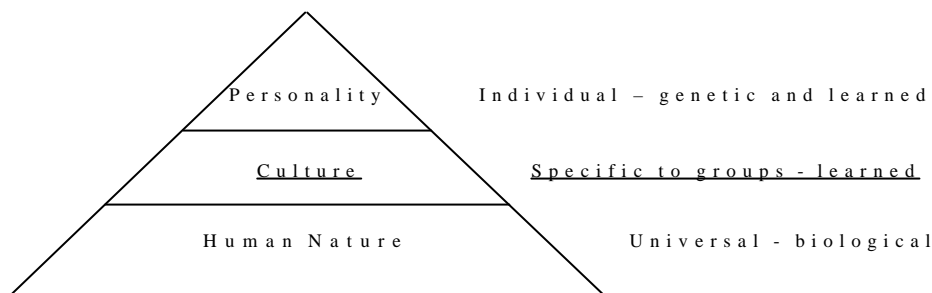 Personality Individual – genetic and learned
Culture Specific to groups - learned
Human Nature Universal - biological